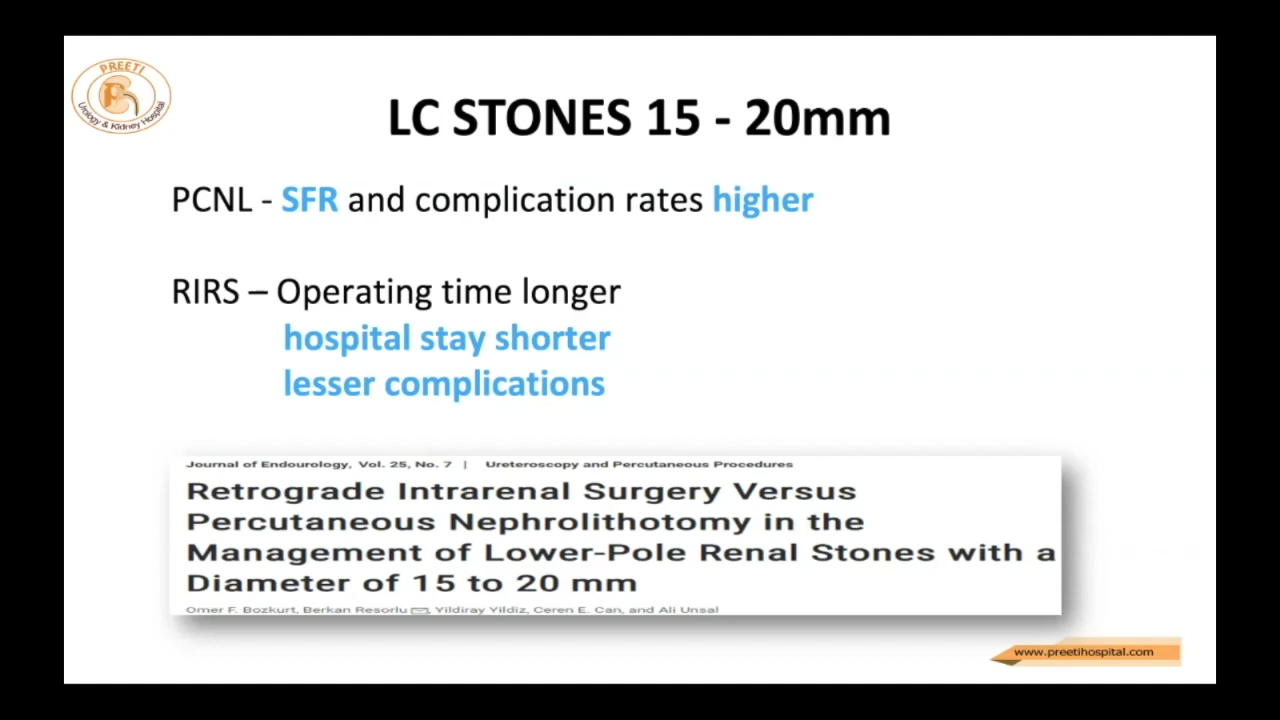 PREETI
Urology & Kidney Hospital
LC STONES 15 - 20mm
PCNL - SFR and complication rates higher
RIRS – Operating time longer
hospital stay shorter
lesser complications
Journal of Endourology, Vol. 25, No. 7 | Ureteroscopy and Percutaneous Procedures
Retrograde Intrarenal Surgery Versus
Percutaneous Nephrolithotomy in the
Management of Lower-Pole Renal Stones with a
Diameter of 15 to 20 mm
Omer F. Bozkurt, Berkan Resorlu, Yildiray Yildiz, Ceren E. Can, and Ali Unsal
www.preetihospital.com